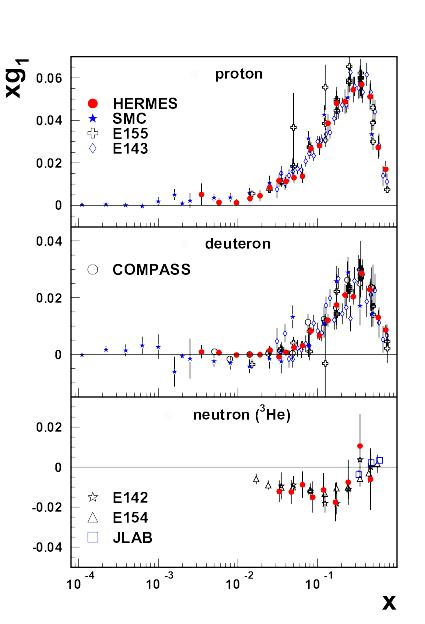 xg1
0.06
0.04
0.02
0
proton
HERMES
SMC
E155
E143
0.04
0.02
0
deuteron
COMPASS
0.02
0
-0.02
-0.04
neutron (³He)
E142
E154
JLAB
10⁻⁴ 10⁻³ 10⁻² 10⁻¹
x